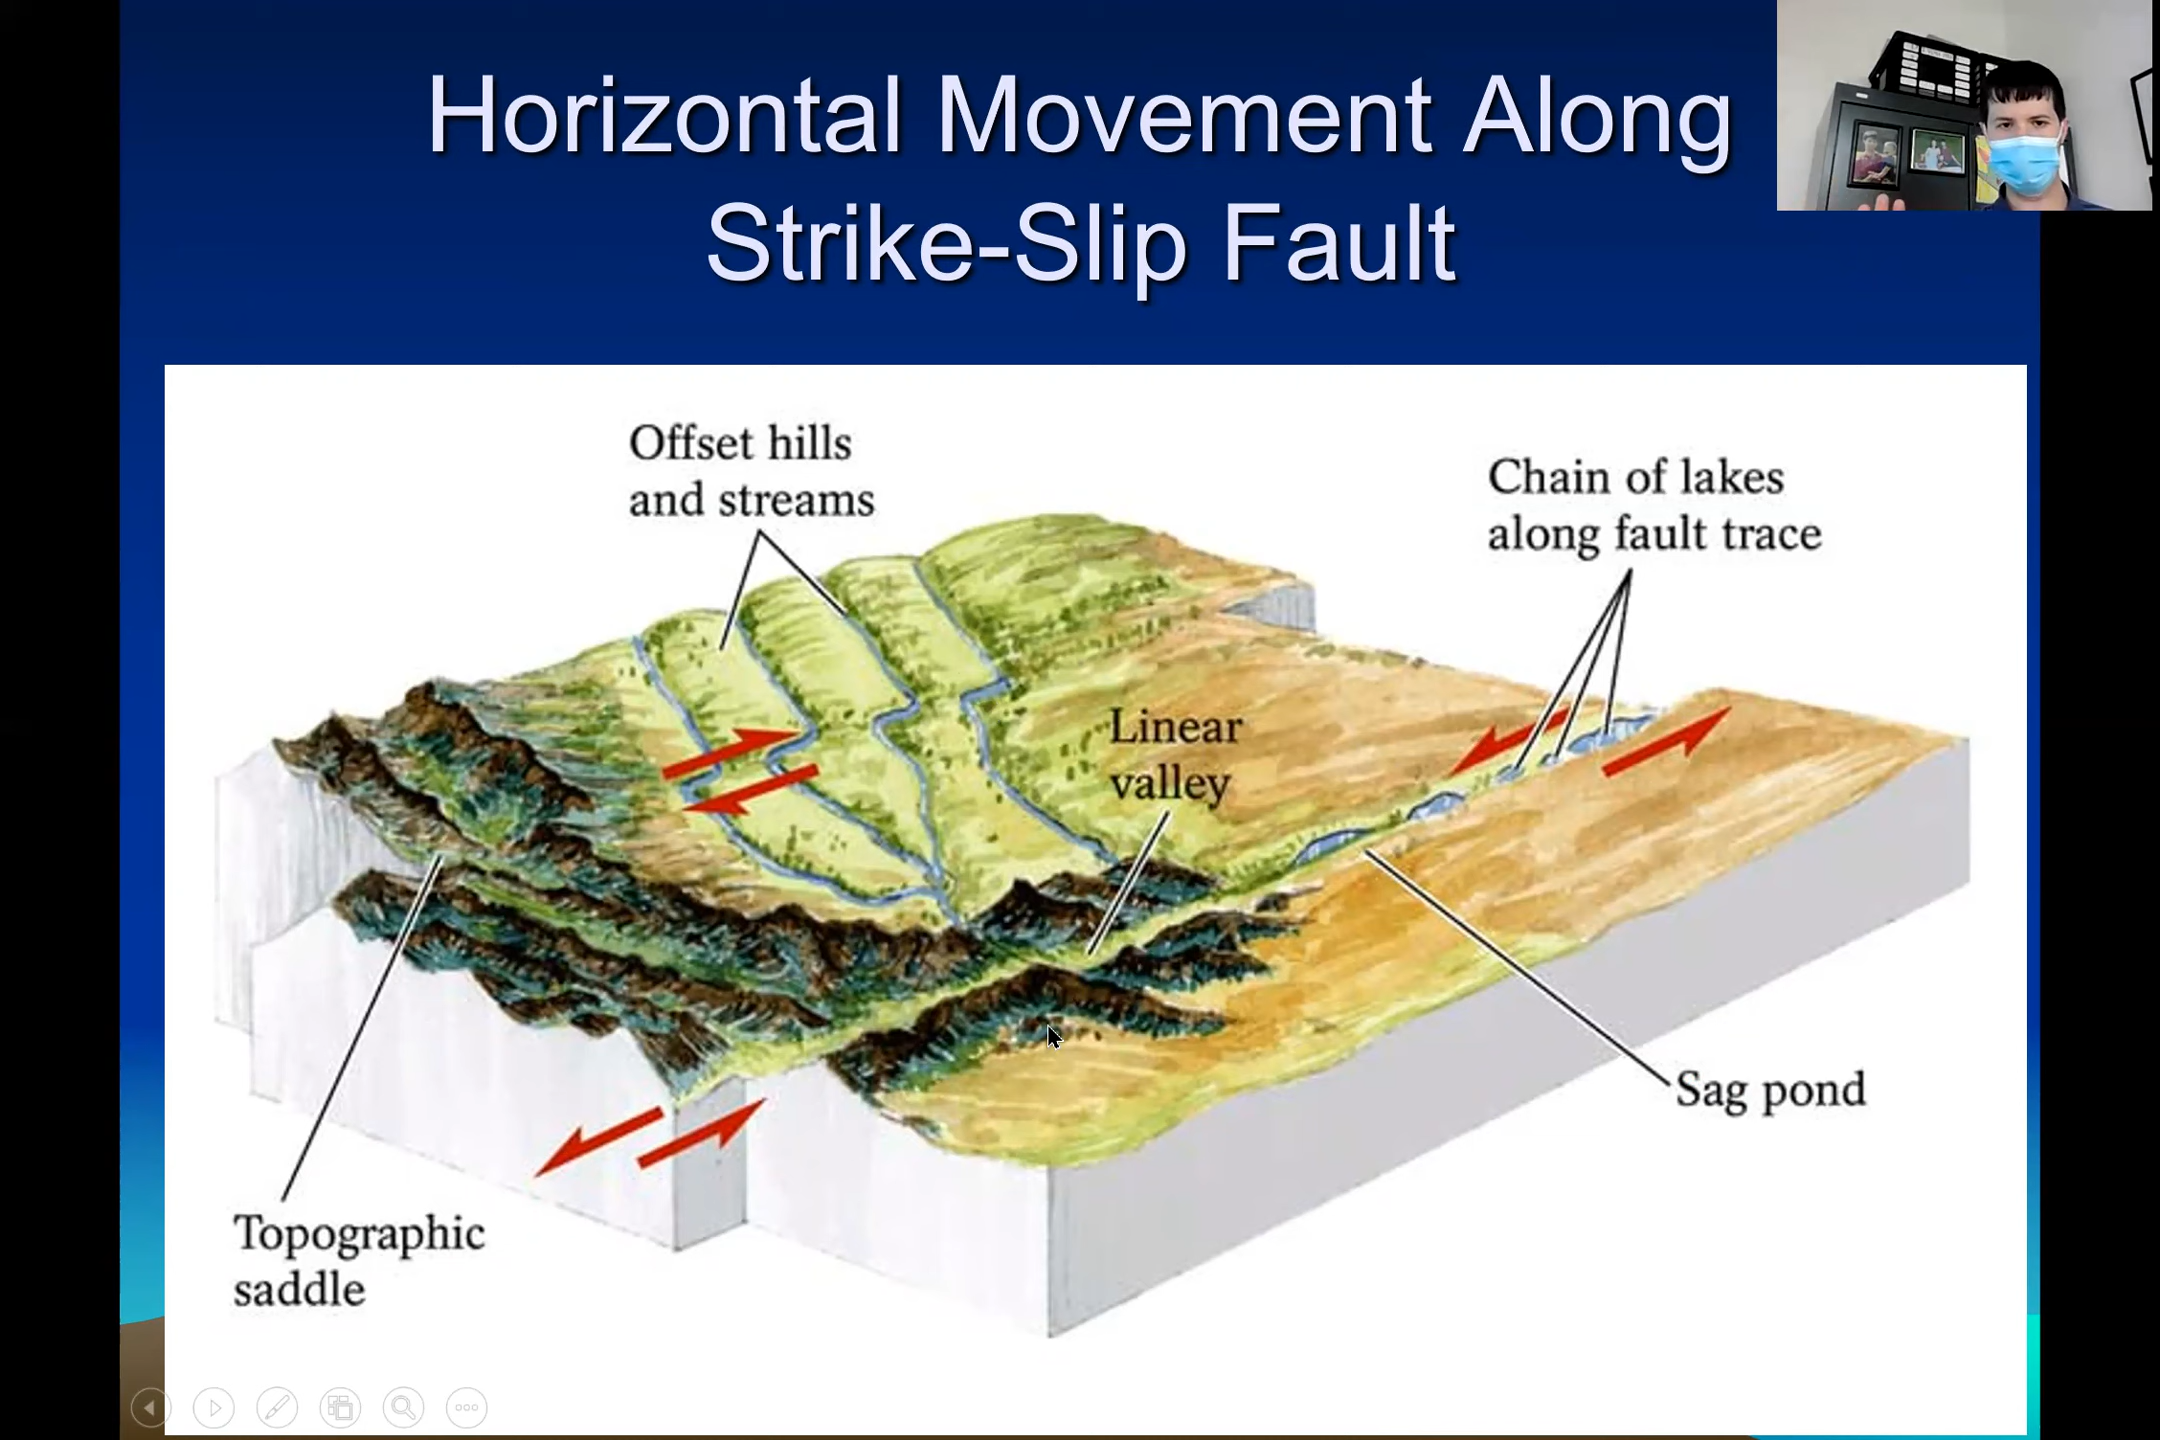 Horizontal Movement Along
Strike-Slip Fault
Offset hills
and streams
Chain of lakes
along fault trace
Linear
valley
Sag pond
Topographic
saddle